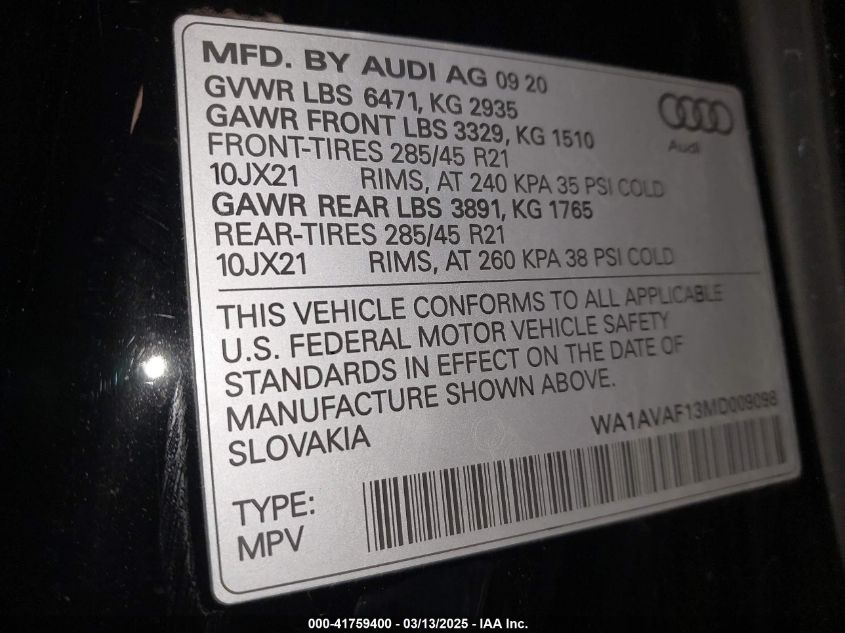 MFD. BY AUDI AG 09 20
GVWR LBS 6471, KG 2935
GAWR FRONT LBS 3329, KG 1510
FRONT-TIRES 285/45 R21
10JX21 RIMS, AT 240 KPA 35 PSI COLD
GAWR REAR LBS 3891, KG 1765
REAR-TIRES 285/45 R21
10JX21 RIMS, AT 260 KPA 38 PSI COLD
Audi
THIS VEHICLE CONFORMS TO ALL APPLICABLE
U.S. FEDERAL MOTOR VEHICLE SAFETY
STANDARDS IN EFFECT ON THE DATE OF
MANUFACTURE SHOWN ABOVE.
SLOVAKIA
WA1AVAF13MD009098
TYPE:
MPV
000-41759400 - 03/13/2025 - IAA Inc.